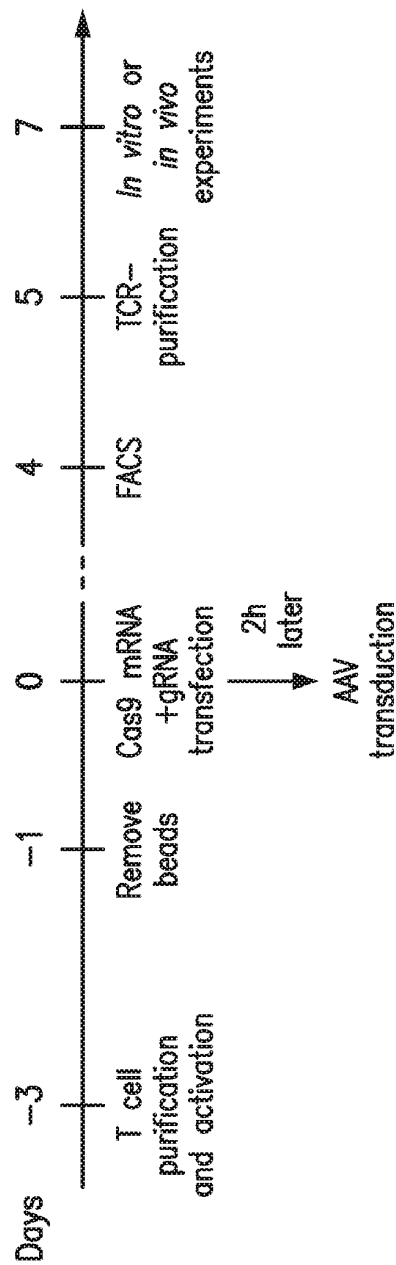 Days
-3
-1
0
4
5
7
T cell
purification
and activation
Remove
beads
Cas9 mRNA
+gRNA
transfection
2h
later
AAV
transduction
FACS
TCR-
purification
In vitro or
in vivo
experiments